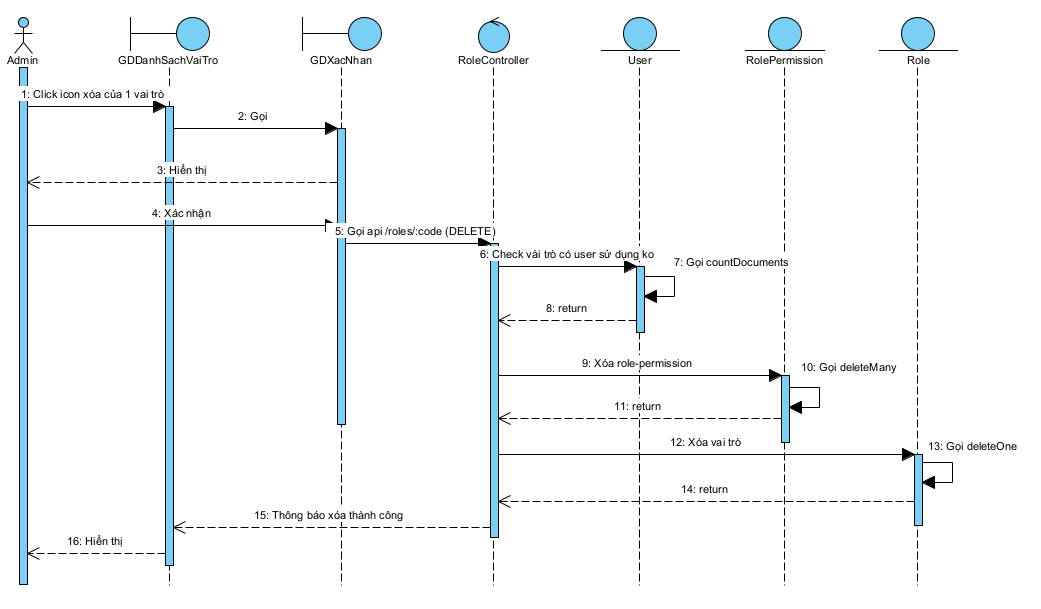 Admin
GDDanhSachVaiTro
GDXacNhan
RoleController
User
RolePermission
Role
1: Click icon xóa của 1 vai trò
2: Gọi
3: Hiển thị
4: Xác nhận
5: Gọi api /roles/:code (DELETE)
6: Check vài trò có user sử dụng ko
7: Gọi countDocuments
8: return
9: Xóa role-permission
10: Gọi deleteMany
11: return
12: Xóa vai trò
13: Gọi deleteOne
14: return
15: Thông báo xóa thành công
16: Hiển thị